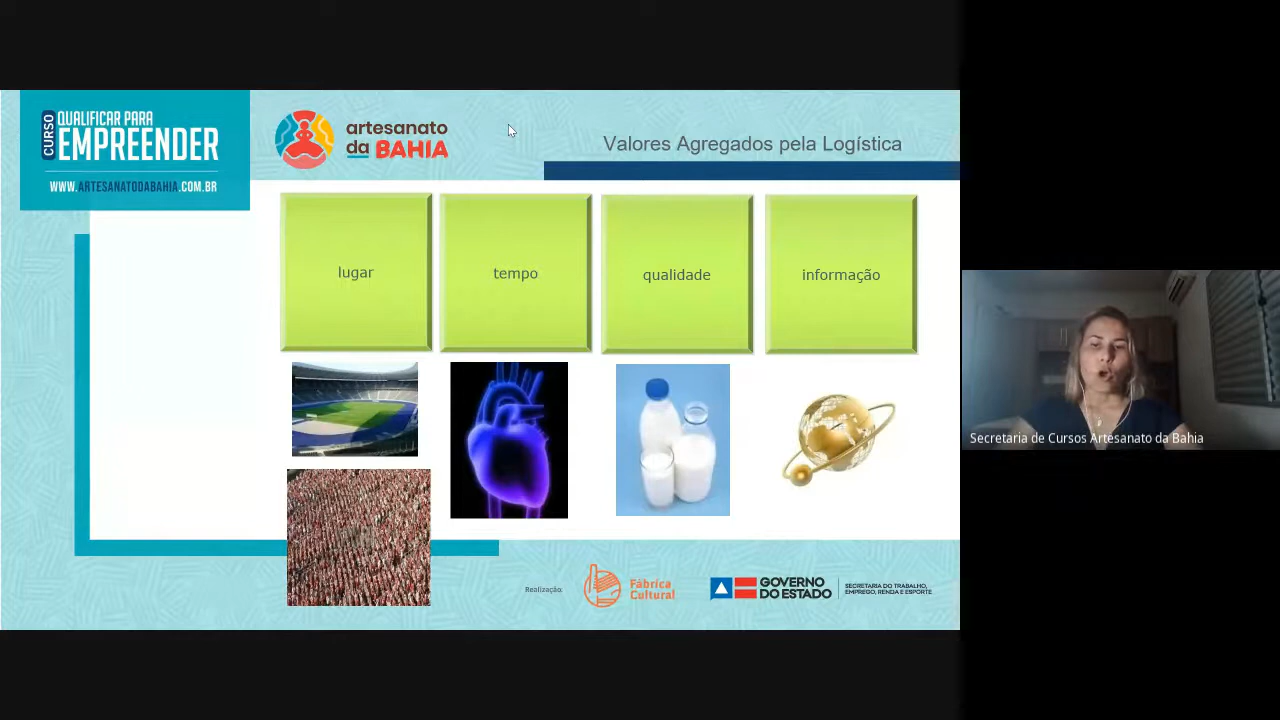 CURSO
QUALIFICAR PARA
EMPREENDER
WWW.ARTESANATODABAHIA.COM.BR
artesanato
da BAHIA
Valores Agregados pela Logística
lugar
tempo
qualidade
informação
Secretaria de Cursos Artesanato da Bahia
Realização:
Fábrica
Cultural
GOVERNO
DO ESTADO
SECRETARIA DO TRABALHO,
EMPREGO, RENDA E ESPORTE